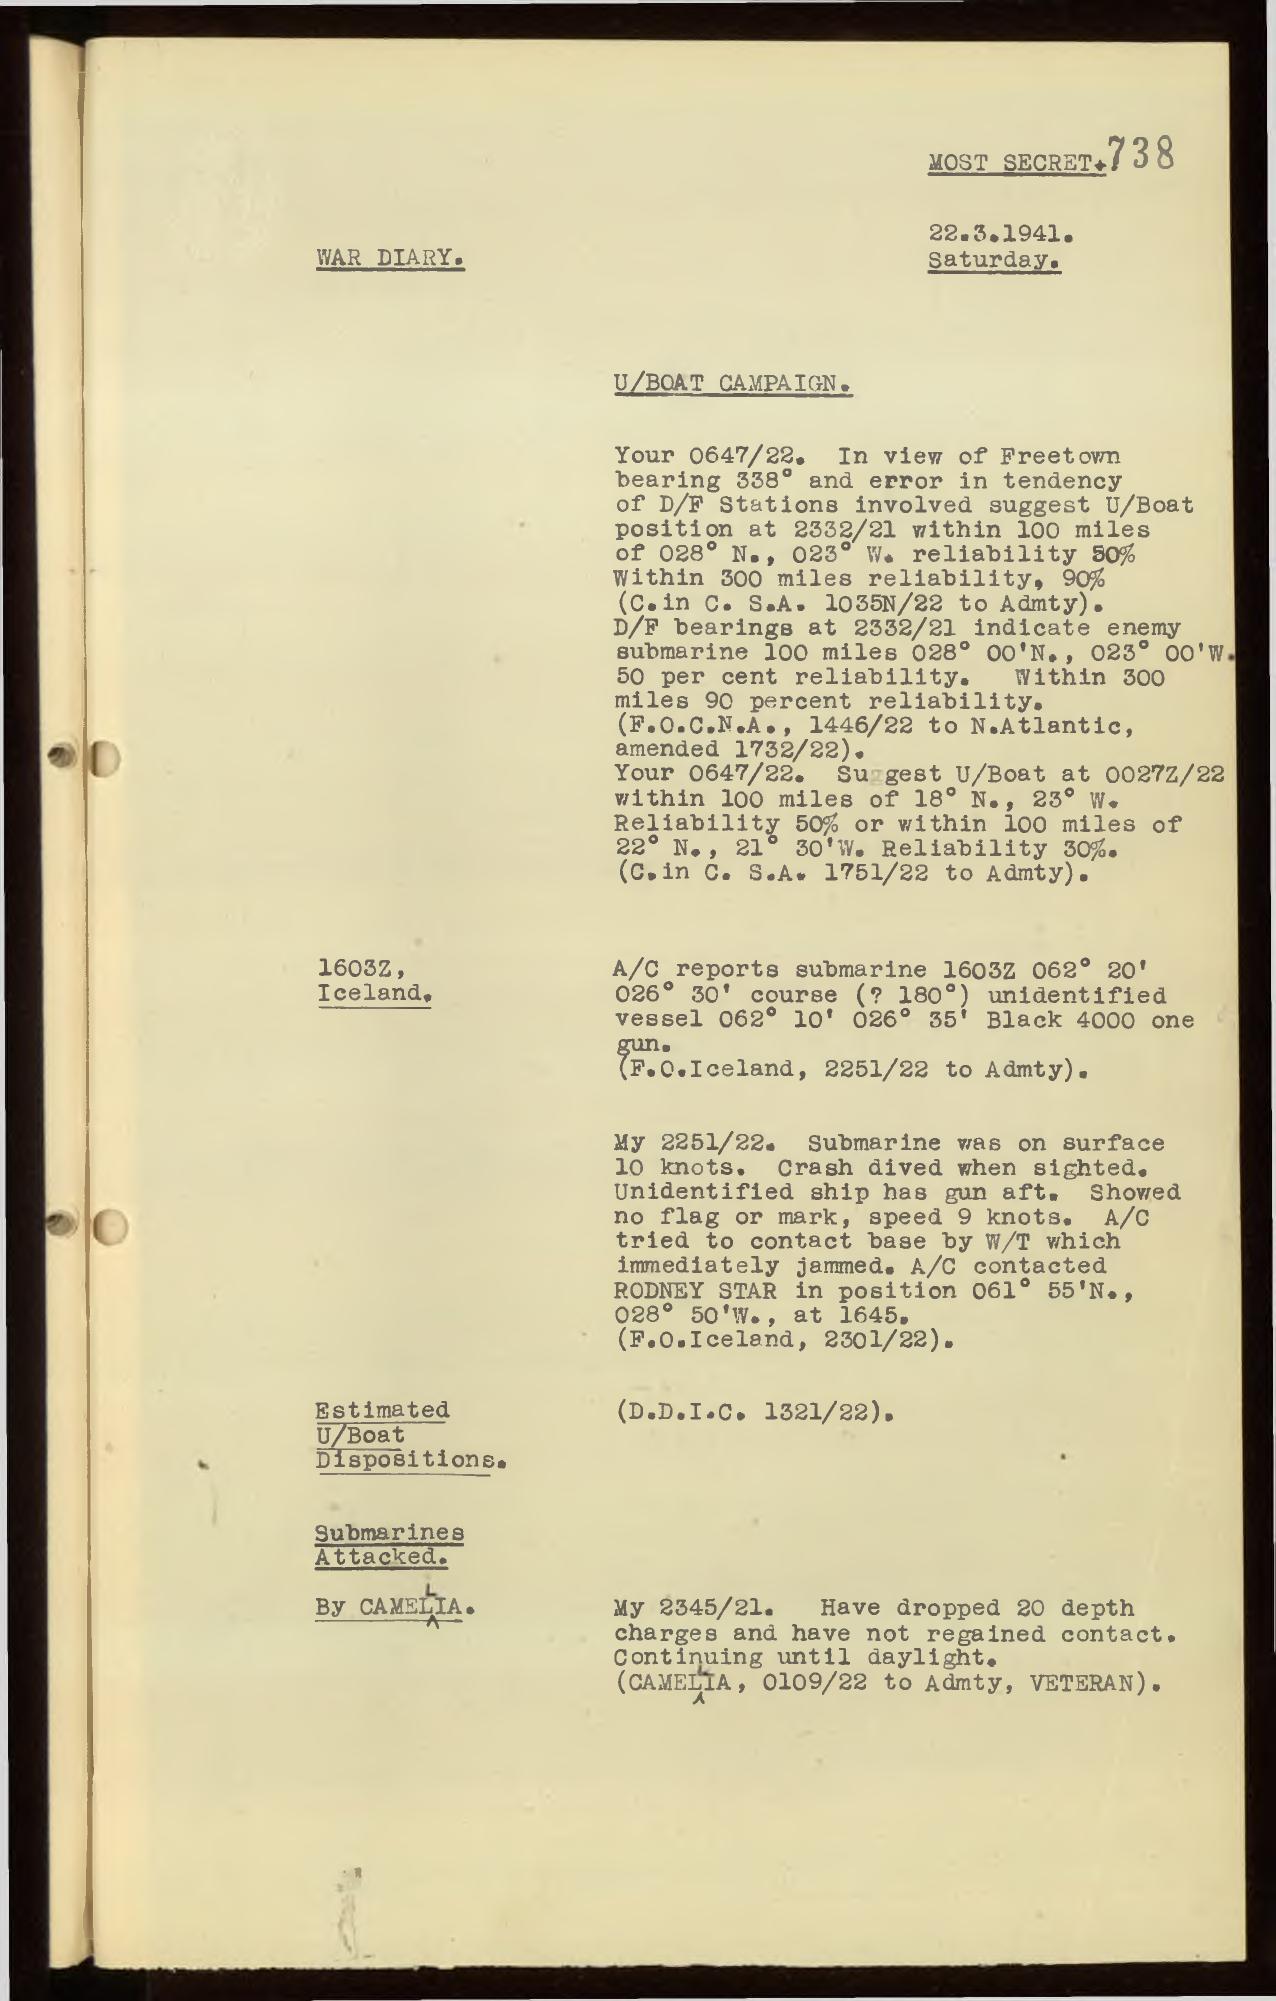 MOST SECRET. 738
22.3.1941.
WAR DIARY.
Saturday.
U/BOAT CAMPAIGN.
Your 0647/22. In view of Freetown
bearing 338° and error in tendency
of D/F Stations involved suggest U/Boat
position at 2332/21 within 100 miles
of 028° N., 023° W. reliability 50%
Within 300 miles reliability, 90%
(C.in C. S.A. 1035N/22 to Admty).
D/F bearings at 2332/21 indicate enemy
submarine 100 miles 028° 00'N., 023° 00'W.
50 per cent reliability. Within 300
miles 90 percent reliability.
(F.O.C.N.A., 1446/22 to N.Atlantic,
amended 1732/22).
Your 0647/22. Suggest U/Boat at 0027Z/22
within 100 miles of 18° N., 23° W.
Reliability 50% or within 100 miles of
22° N., 21° 30'W. Reliability 30%.
(C.in C. S.A. 1751/22 to Admty).
1603Z,
Iceland.
A/C reports submarine 1603Z 062° 20'
026° 30' course (? 180°) unidentified
vessel 062° 10' 026° 35' Black 4000 one
gun.
(F.O.Iceland, 2251/22 to Admty).
My 2251/22. Submarine was on surface
10 knots. Crash dived when sighted.
Unidentified ship has gun aft. Showed
no flag or mark, speed 9 knots. A/C
tried to contact base by W/T which
immediately jammed. A/C contacted
RODNEY STAR in position 061° 55'N.,
028° 50'W., at 1645.
(F.O.Iceland, 2301/22).
Estimated
U/Boat
Dispositions.
(D.D.I.C. 1321/22).
Submarines
Attacked.
By CAMELLIA.
My 2345/21. Have dropped 20 depth
charges and have not regained contact.
Continuing until daylight.
(CAMELLIA, 0109/22 to Admty, VETERAN).